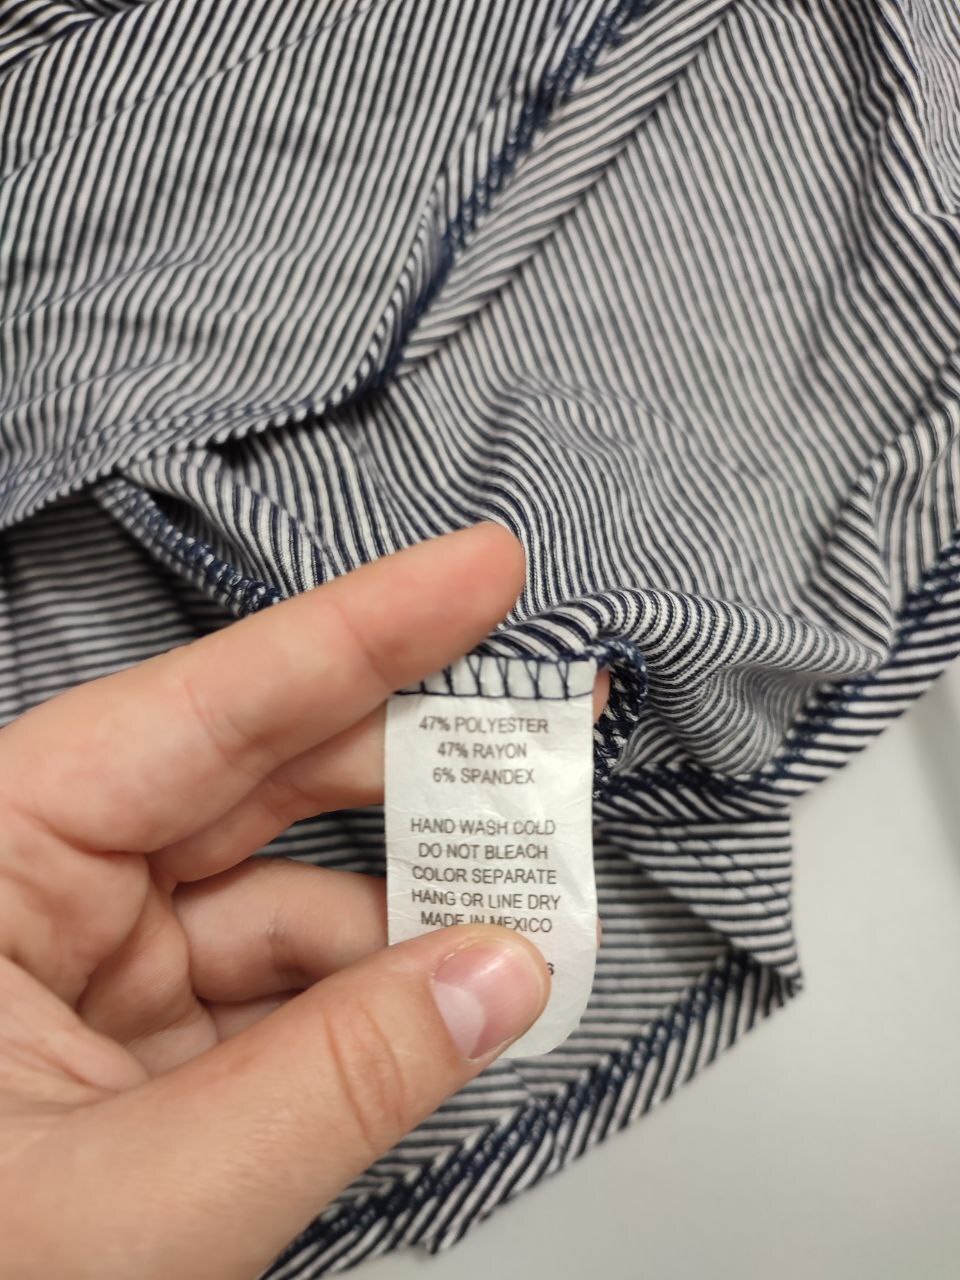 47% POLYESTER
47% RAYON
6% SPANDEX
HAND WASH COLD
DO NOT BLEACH
COLOR SEPARATE
HANG OR LINE DRY
MADE IN MEXICO